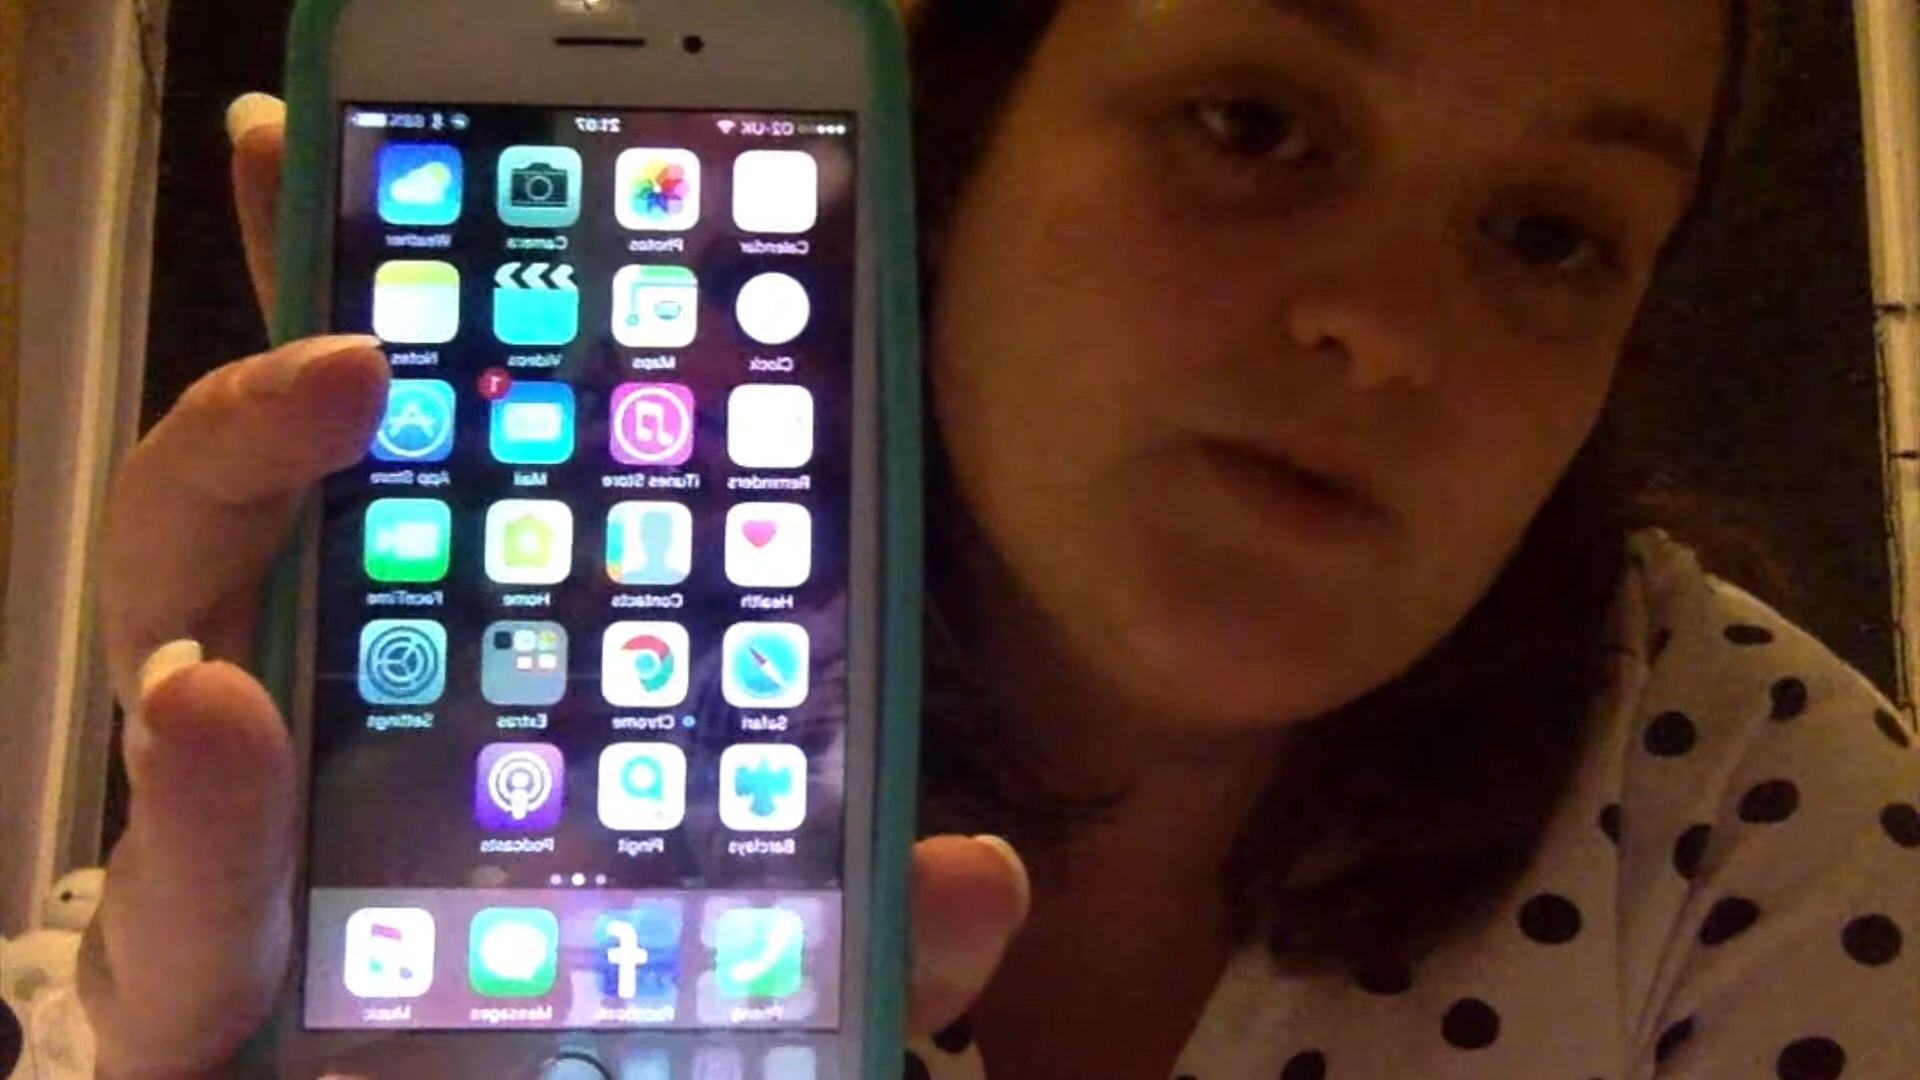 O2-UK 21:07
Calendar Photos Camera Weather
Clock Maps Videos Notes
1
Reminders iTunes Store Mail App Store
Health Contacts Home FaceTime
Safari Chrome Extras Settings
Barclays Pingit Podcasts
Phone Facebook Messages Music